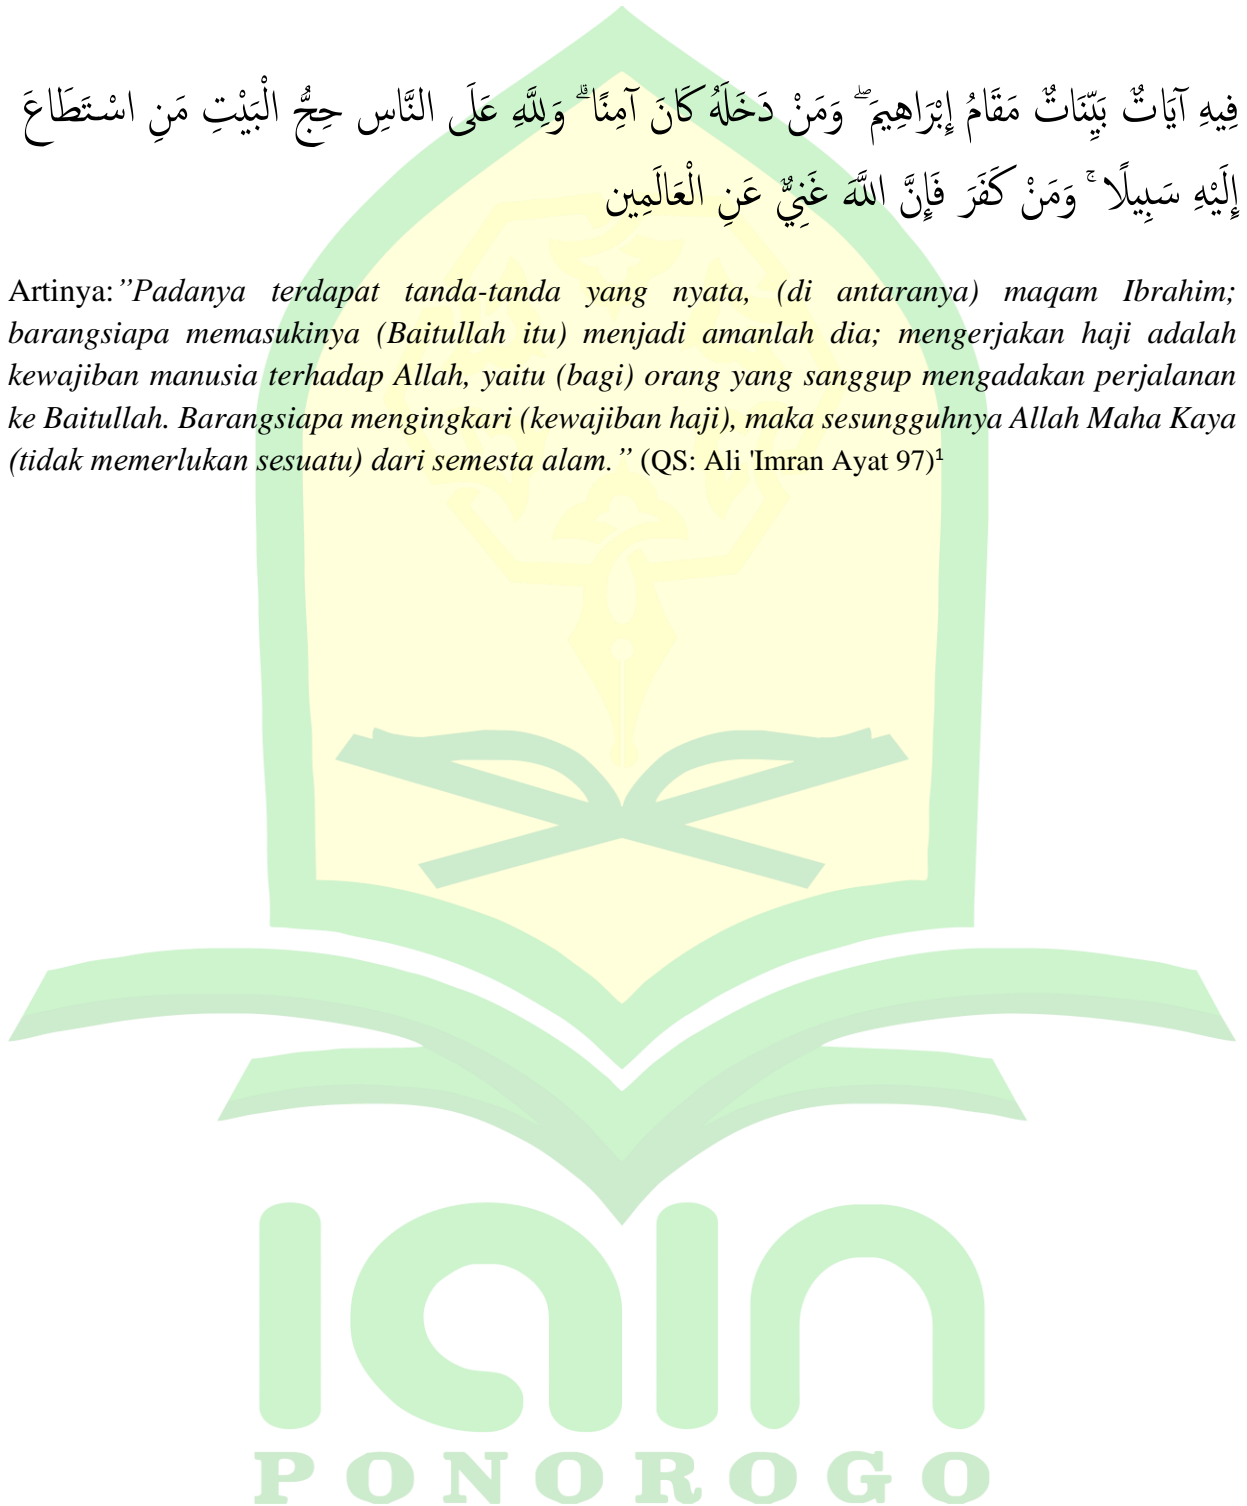 فِيهِ آيَاتٌ بَيِّنَاتٌ مَقَامُ إِبْرَاهِيمَ ۖ وَمَنْ دَخَلَهُ كَانَ آمِنًا ۗ وَلِلَّهِ عَلَى النَّاسِ حِجُّ الْبَيْتِ مَنِ اسْتَطَاعَ
إِلَيْهِ سَبِيلًا ۚ وَمَنْ كَفَرَ فَإِنَّ اللَّهَ غَنِيٌّ عَنِ الْعَالَمِين
Artinya:”Padanya terdapat tanda-tanda yang nyata, (di antaranya) maqam Ibrahim;
barangsiapa memasukinya (Baitullah itu) menjadi amanlah dia; mengerjakan haji adalah
kewajiban manusia terhadap Allah, yaitu (bagi) orang yang sanggup mengadakan perjalanan
ke Baitullah. Barangsiapa mengingkari (kewajiban haji), maka sesungguhnya Allah Maha Kaya
(tidak memerlukan sesuatu) dari semesta alam.” (QS: Ali 'Imran Ayat 97)¹
iain
PONOROGO